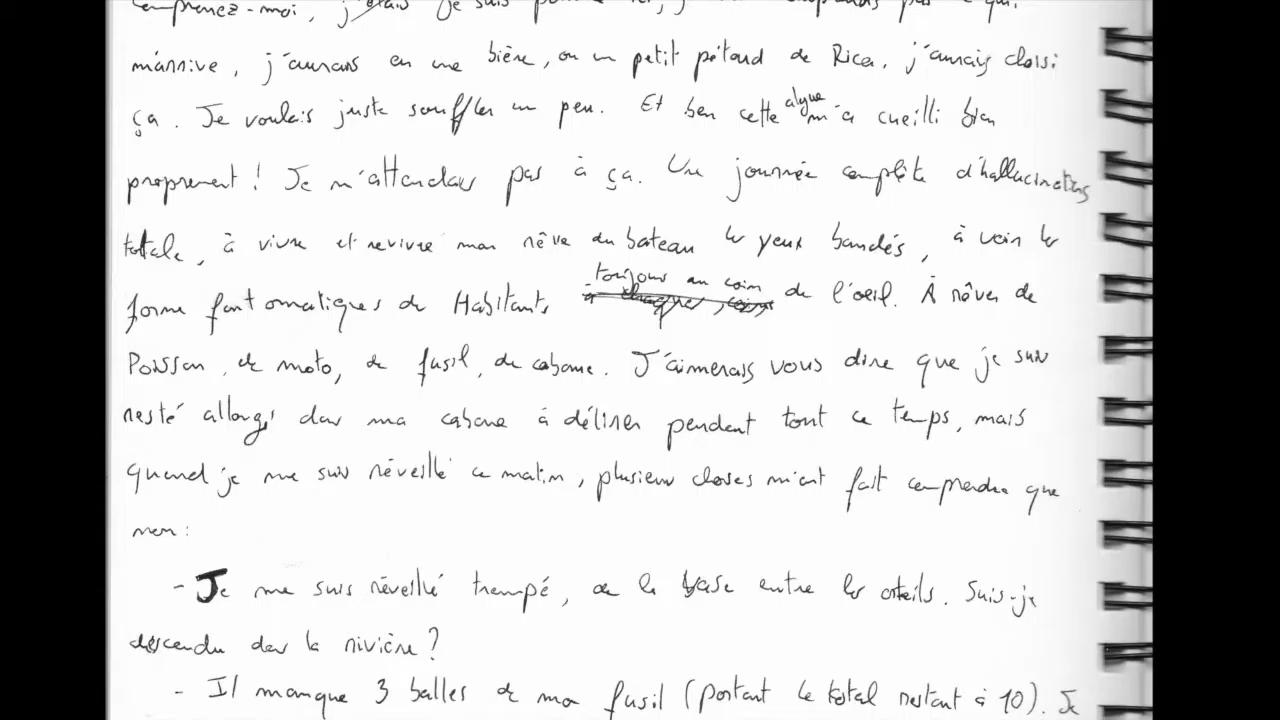 comprenez-moi, j'étais je suis
m'arrive, j'aurais eu une bière, ou un petit pétard de Rica, j'aurais choisi
ça. Je voulais juste souffler un peu. Et ben cette algue m'a cueilli bien
proprement ! Je m'attendais pas à ça. Une journée complète d'hallucinations
totale, à vivre et revivre mon rêve du bateau les yeux bandés, à voir les
forme fantomatiques de Habitants toujours au coin de l'oeil. À rêver de
Poisson, de moto, de fusil, de cabane. J'aimerais vous dire que je suis
resté allongé dans ma cabane à délirer pendant tout ce temps, mais
quand je me suis réveillé ce matin, plusieurs choses m'ont fait comprendre que
non :
- Je me suis réveillé trempé, de la vase entre les orteils. Suis-je
descendu dans la rivière ?
- Il manque 3 balles de mon fusil (portant le total restant à 10). Je